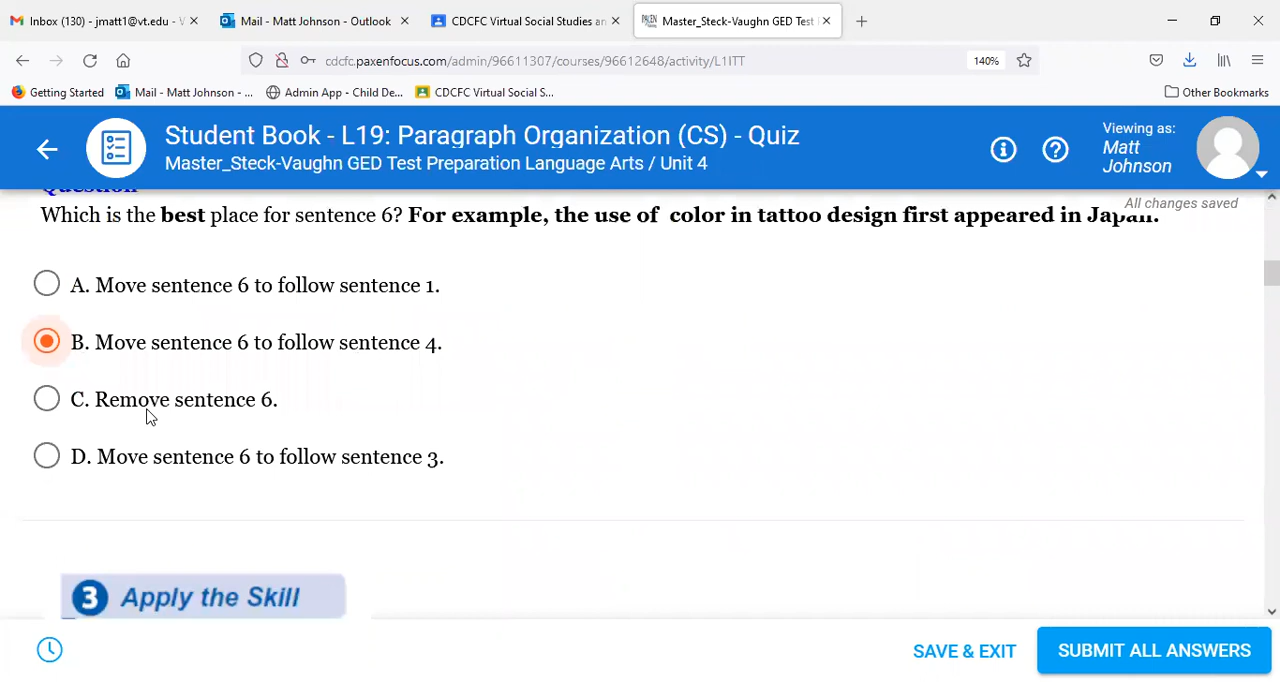 Inbox (130) - jmatt1@vt.edu - V
Mail - Matt Johnson - Outlook
CDCFC Virtual Social Studies an
PAXEN
Master_Steck-Vaughn GED Test
cdcfc.paxenfocus.com/admin/96611307/courses/96612648/activity/L1ITT
140%
Getting Started
Mail - Matt Johnson - ...
Admin App - Child De...
CDCFC Virtual Social S...
Other Bookmarks
Student Book - L19: Paragraph Organization (CS) - Quiz
Master_Steck-Vaughn GED Test Preparation Language Arts / Unit 4
Viewing as:
Matt
Johnson
Question
All changes saved
Which is the best place for sentence 6? For example, the use of color in tattoo design first appeared in Japan.
A. Move sentence 6 to follow sentence 1.
B. Move sentence 6 to follow sentence 4.
C. Remove sentence 6.
D. Move sentence 6 to follow sentence 3.
3 Apply the Skill
SAVE & EXIT
SUBMIT ALL ANSWERS